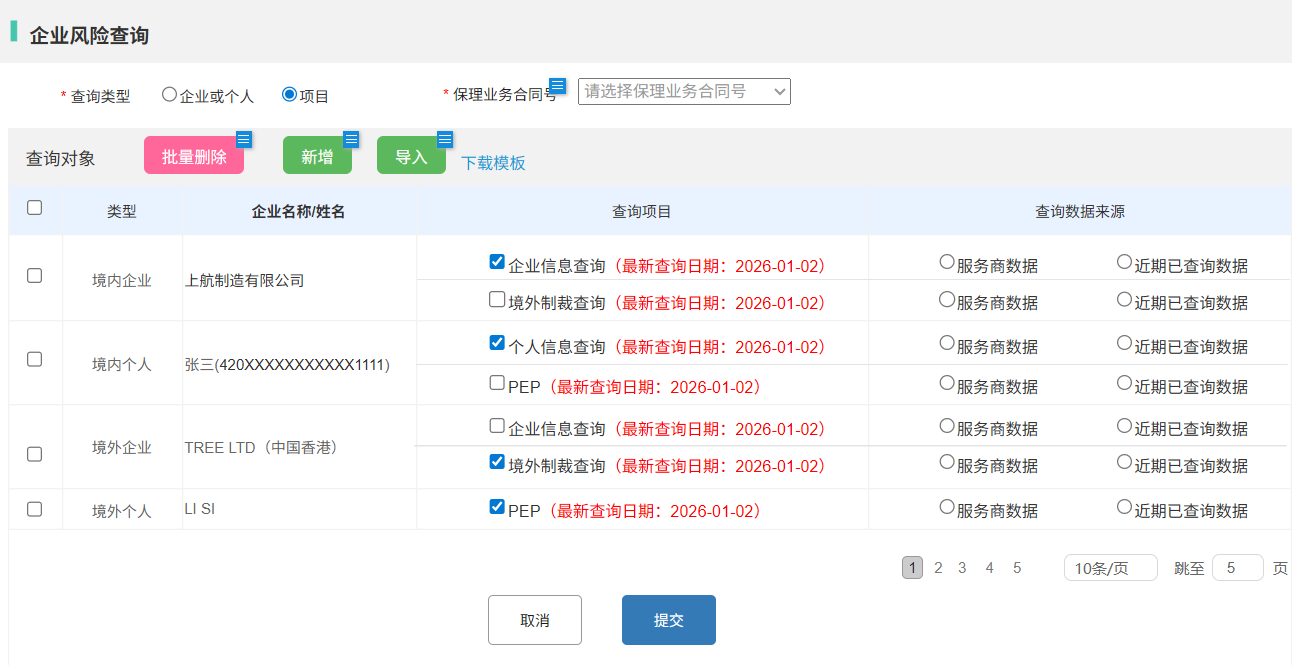 企业风险查询
* 查询类型 企业或个人 项目 * 保理业务合同号 请选择保理业务合同号
查询对象 批量删除 新增 导入 下载模板
类型 企业名称/姓名 查询项目 查询数据来源
境内企业 上航制造有限公司 企业信息查询（最新查询日期：2026-01-02） 服务商数据 近期已查询数据
境外制裁查询（最新查询日期：2026-01-02） 服务商数据 近期已查询数据
境内个人 张三(420XXXXXXXXXXX1111) 个人信息查询（最新查询日期：2026-01-02） 服务商数据 近期已查询数据
PEP（最新查询日期：2026-01-02） 服务商数据 近期已查询数据
境外企业 TREE LTD（中国香港） 企业信息查询（最新查询日期：2026-01-02） 服务商数据 近期已查询数据
境外制裁查询（最新查询日期：2026-01-02） 服务商数据 近期已查询数据
境外个人 LI SI PEP（最新查询日期：2026-01-02） 服务商数据 近期已查询数据
1 2 3 4 5 10条/页 跳至 5 页
取消 提交